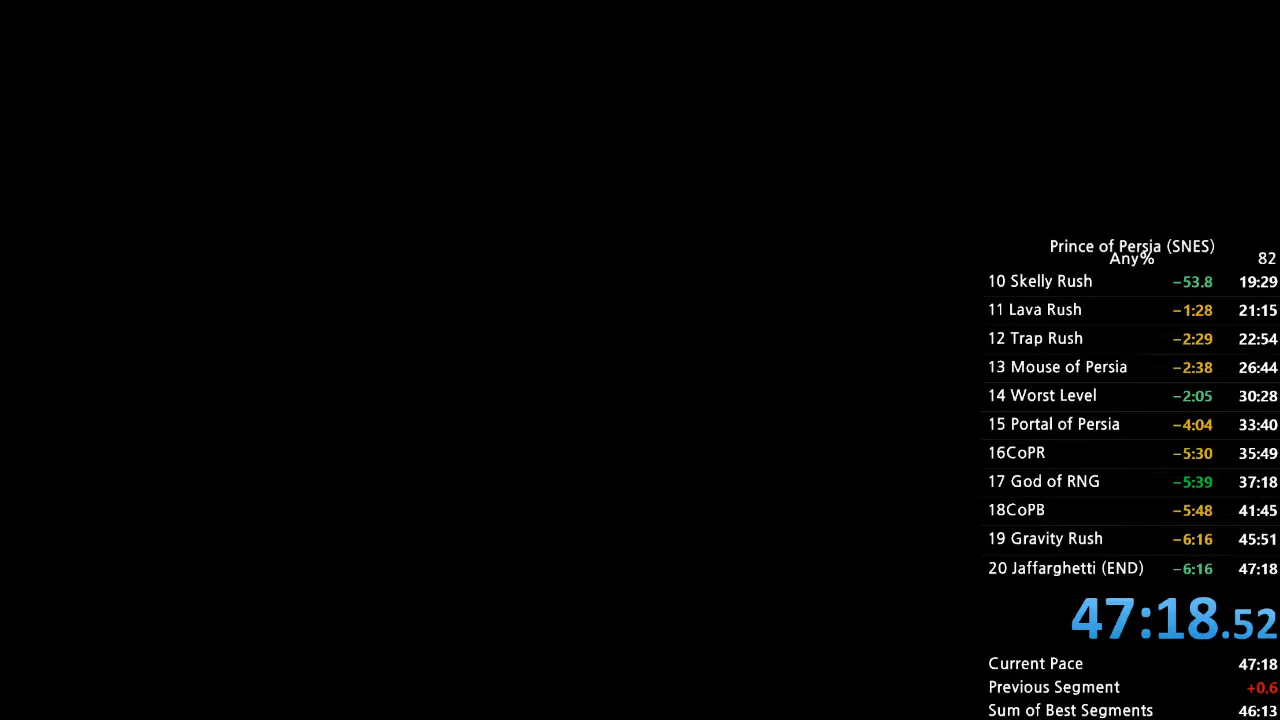 Prince of Persia (SNES)
Any% 82
10 Skelly Rush -53.8 19:29
11 Lava Rush -1:28 21:15
12 Trap Rush -2:29 22:54
13 Mouse of Persia -2:38 26:44
14 Worst Level -2:05 30:28
15 Portal of Persia -4:04 33:40
16CoPR -5:30 35:49
17 God of RNG -5:39 37:18
18CoPB -5:48 41:45
19 Gravity Rush -6:16 45:51
20 Jaffarghetti (END) -6:16 47:18
47:18.52
Current Pace 47:18
Previous Segment +0.6
Sum of Best Segments 46:13